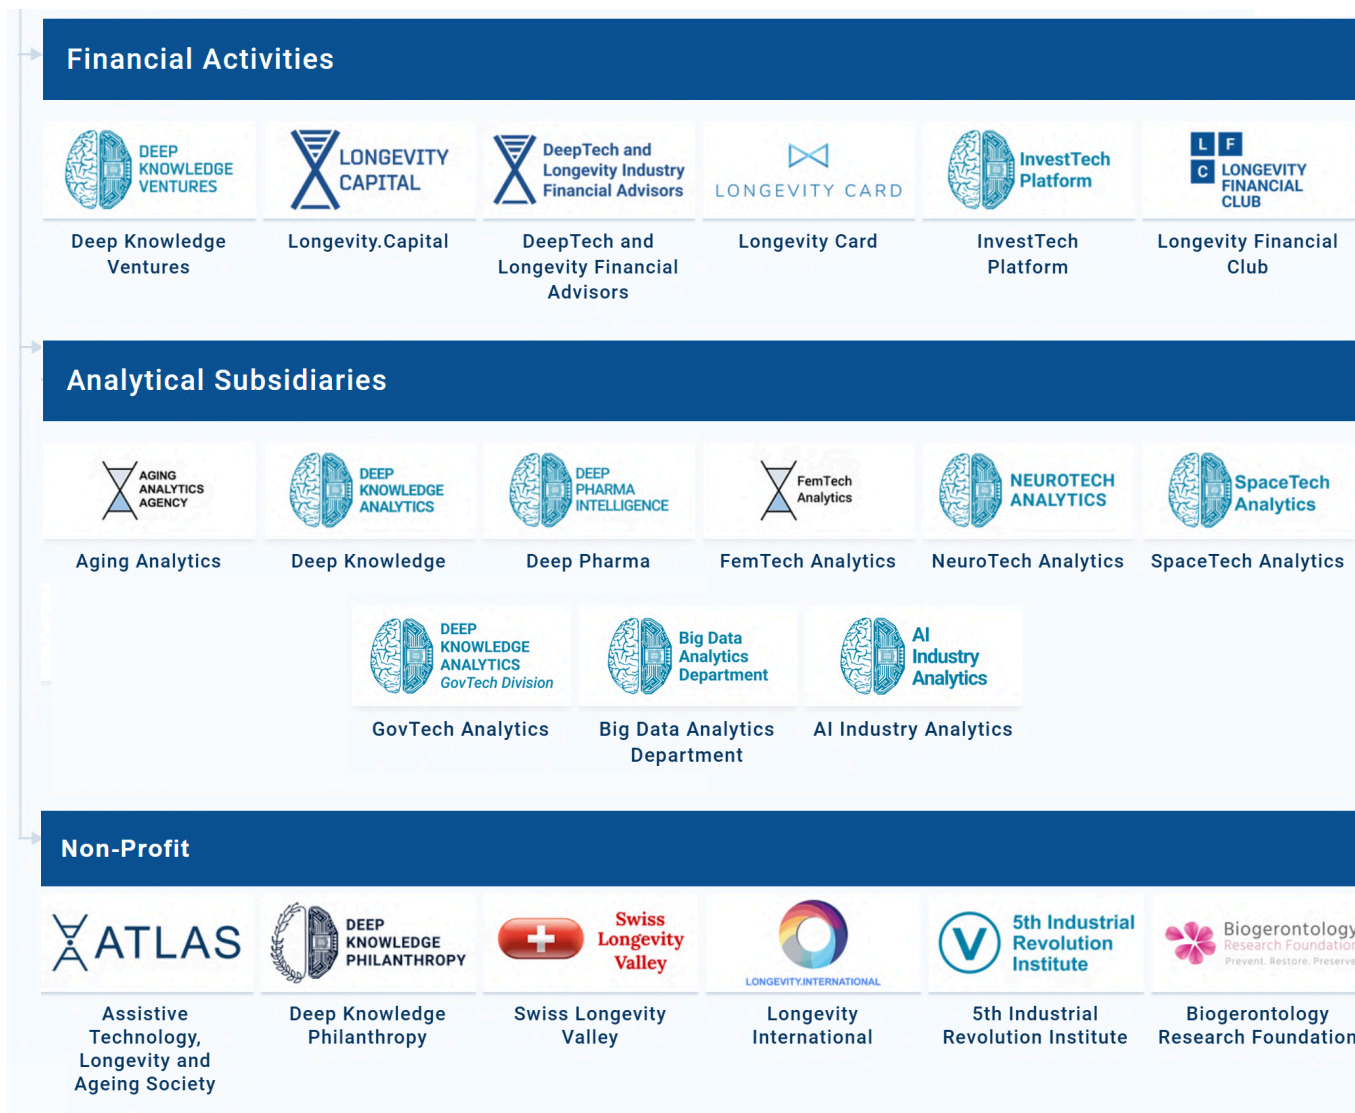 Financial Activities
DEEP
KNOWLEDGE
VENTURES
LONGEVITY
CAPITAL
DeepTech and
Longevity Industry
Financial Advisors
LONGEVITY CARD
InvestTech
Platform
L F
C LONGEVITY
FINANCIAL
CLUB
Deep Knowledge
Ventures
Longevity.Capital
DeepTech and
Longevity Financial
Advisors
Longevity Card
InvestTech
Platform
Longevity Financial
Club
Analytical Subsidiaries
AGING
ANALYTICS
AGENCY
DEEP
KNOWLEDGE
ANALYTICS
DEEP
PHARMA
INTELLIGENCE
FemTech
Analytics
NEUROTECH
ANALYTICS
SpaceTech
Analytics
Aging Analytics
Deep Knowledge
Deep Pharma
FemTech Analytics
NeuroTech Analytics
SpaceTech Analytics
DEEP
KNOWLEDGE
ANALYTICS
GovTech Division
Big Data
Analytics
Department
AI
Industry
Analytics
GovTech Analytics
Big Data Analytics
Department
AI Industry Analytics
Non-Profit
ATLAS
DEEP
KNOWLEDGE
PHILANTHROPY
Swiss
Longevity
Valley
LONGEVITY.INTERNATIONAL
V
5th Industrial
Revolution
Institute
Biogerontology
Research Foundation
Prevent. Restore. Preserve
Assistive
Technology,
Longevity and
Ageing Society
Deep Knowledge
Philanthropy
Swiss Longevity
Valley
Longevity
International
5th Industrial
Revolution Institute
Biogerontology
Research Foundation